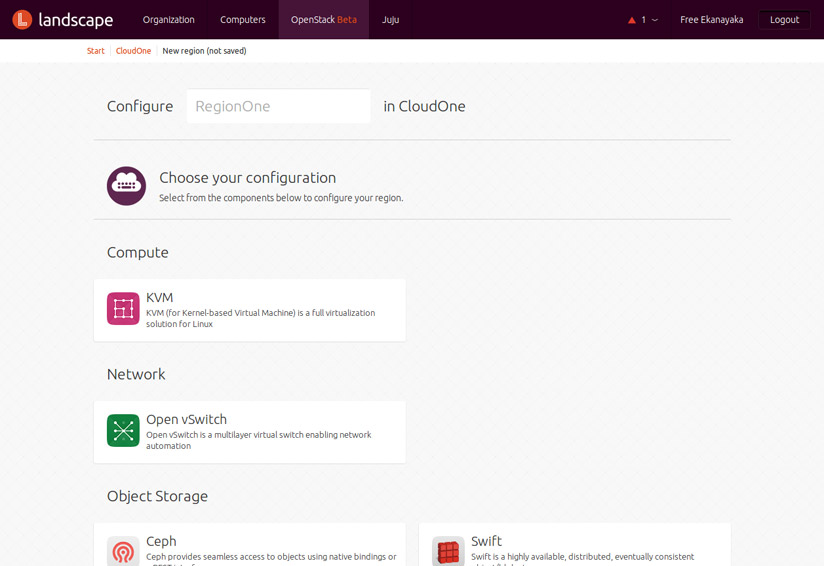 landscape Organization Computers OpenStack Beta Juju 1 Free Ekanayaka Logout
Start CloudOne New region (not saved)
Configure RegionOne in CloudOne
Choose your configuration
Select from the components below to configure your region.
Compute
KVM
KVM (for Kernel-based Virtual Machine) is a full virtualization
solution for Linux
Network
Open vSwitch
Open vSwitch is a multilayer virtual switch enabling network
automation
Object Storage
Ceph
Ceph provides seamless access to objects using native bindings or
Swift
Swift is a highly available, distributed, eventually consistent